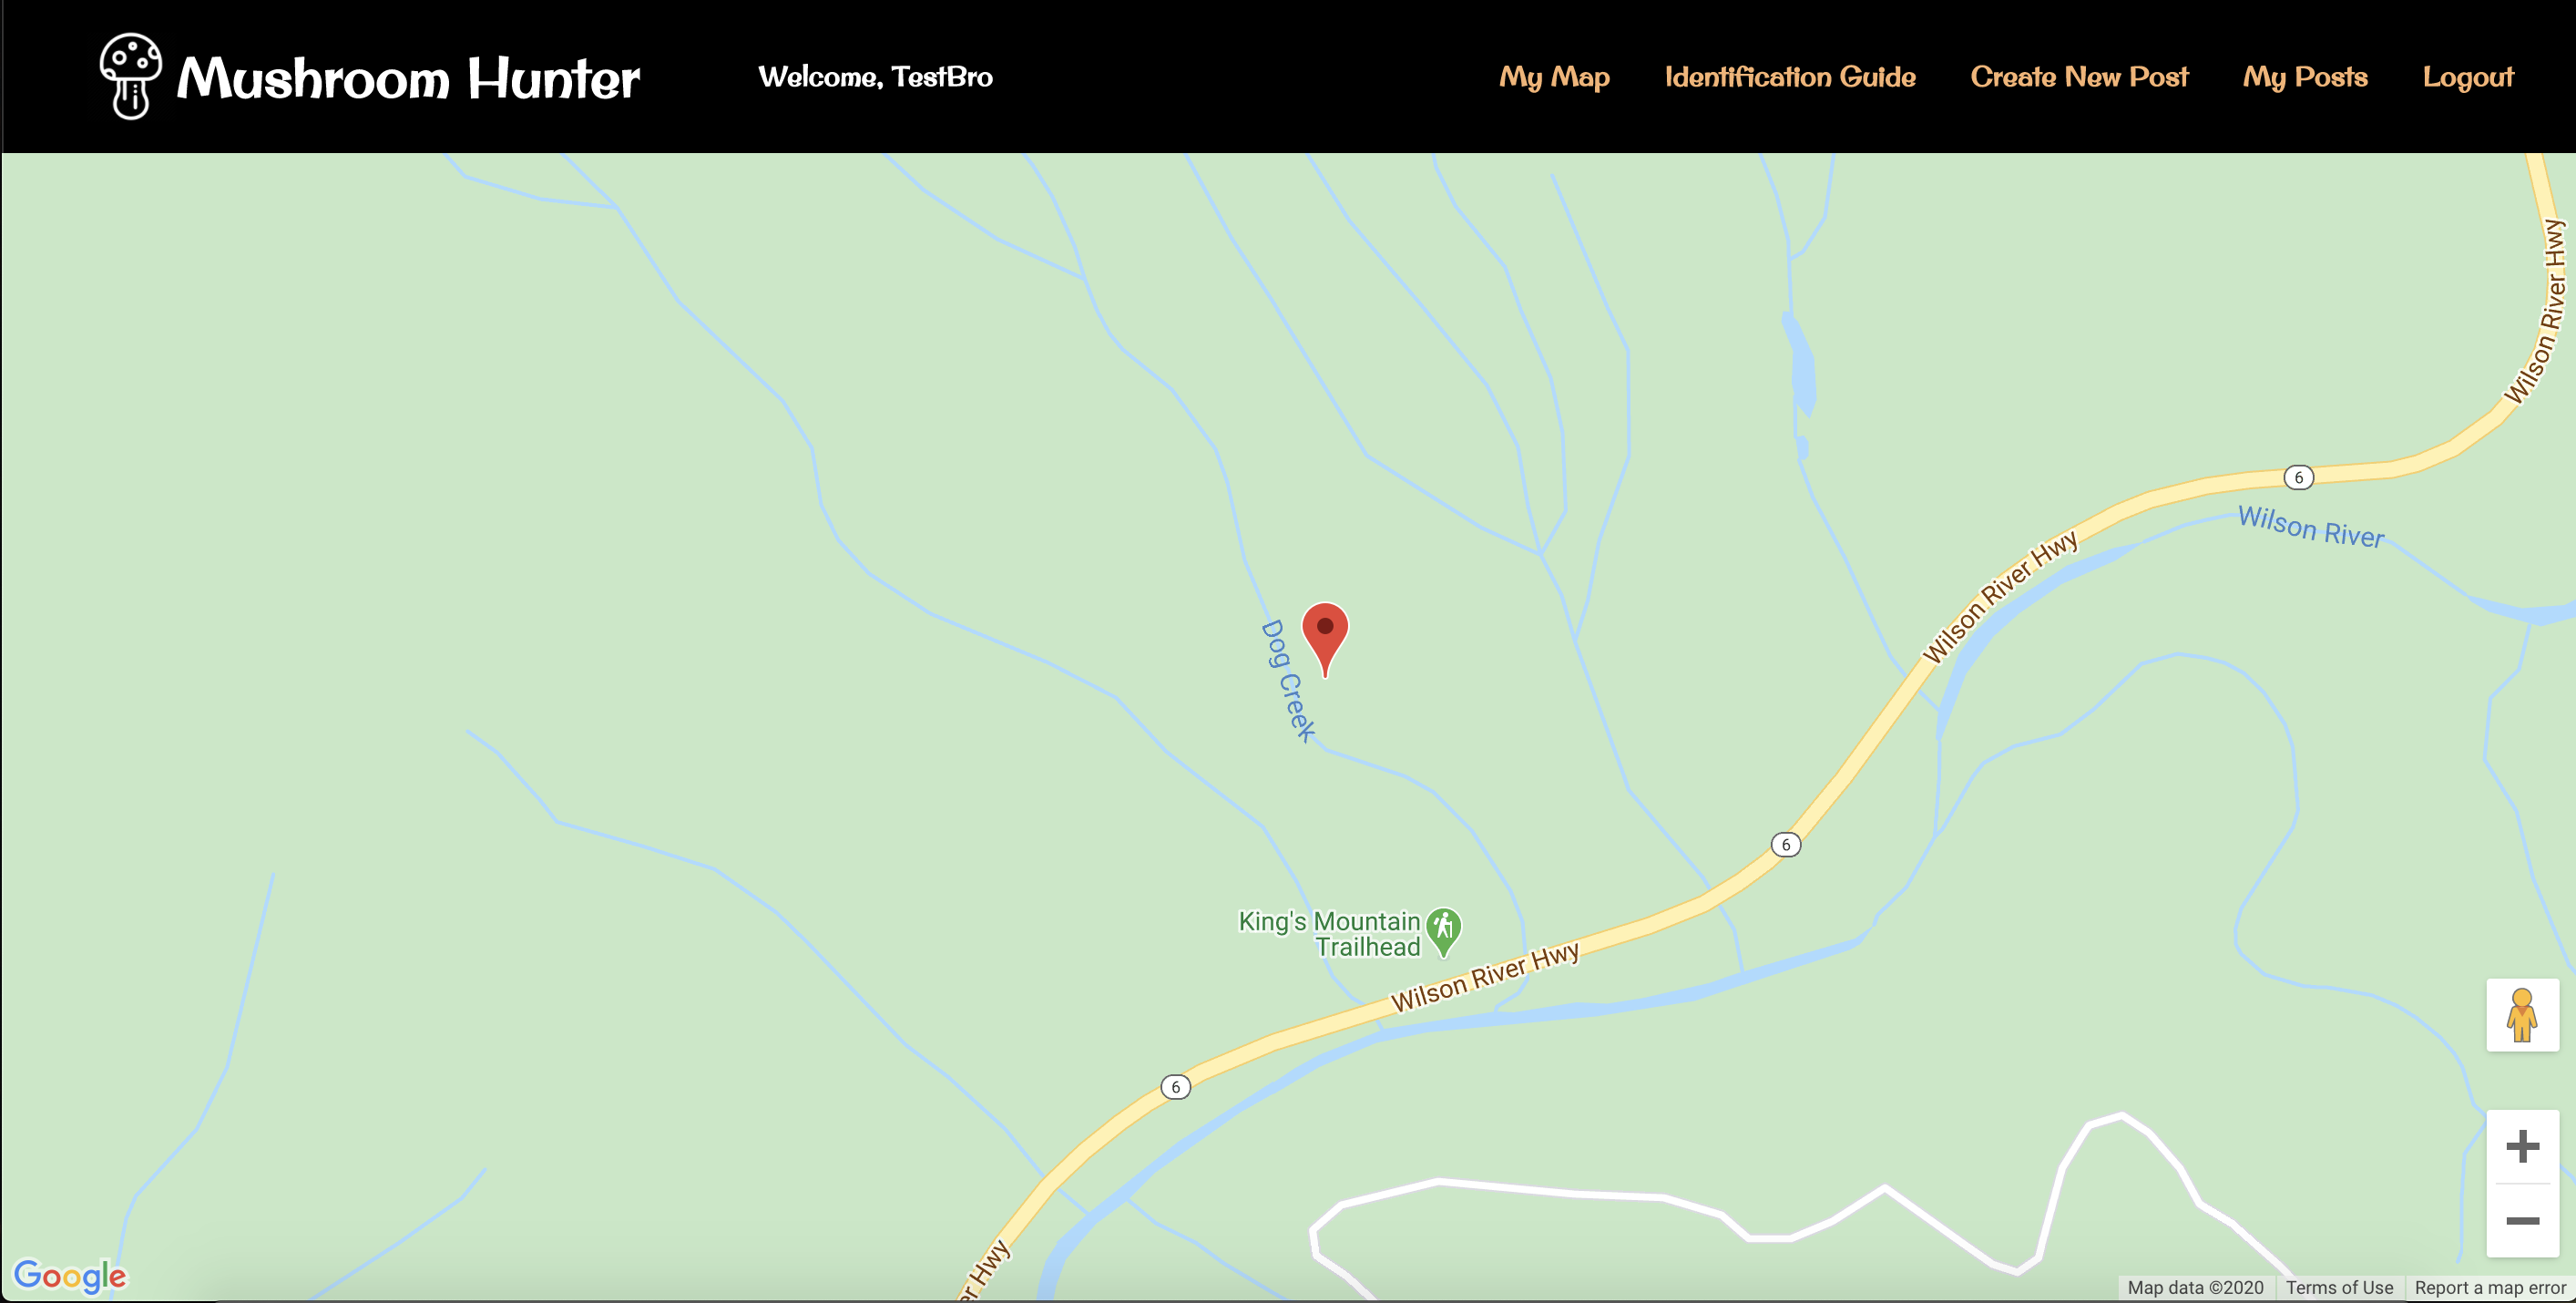 Mushroom Hunter
Welcome, TestBro
My Map
Identification Guide
Create New Post
My Posts
Logout
Wilson River Hwy
6
Wilson River
Wilson River Hwy
Dog Creek
6
King's Mountain
Trailhead
Wilson River Hwy
6
er Hwy
Google
Map data ©2020
Terms of Use
Report a map error